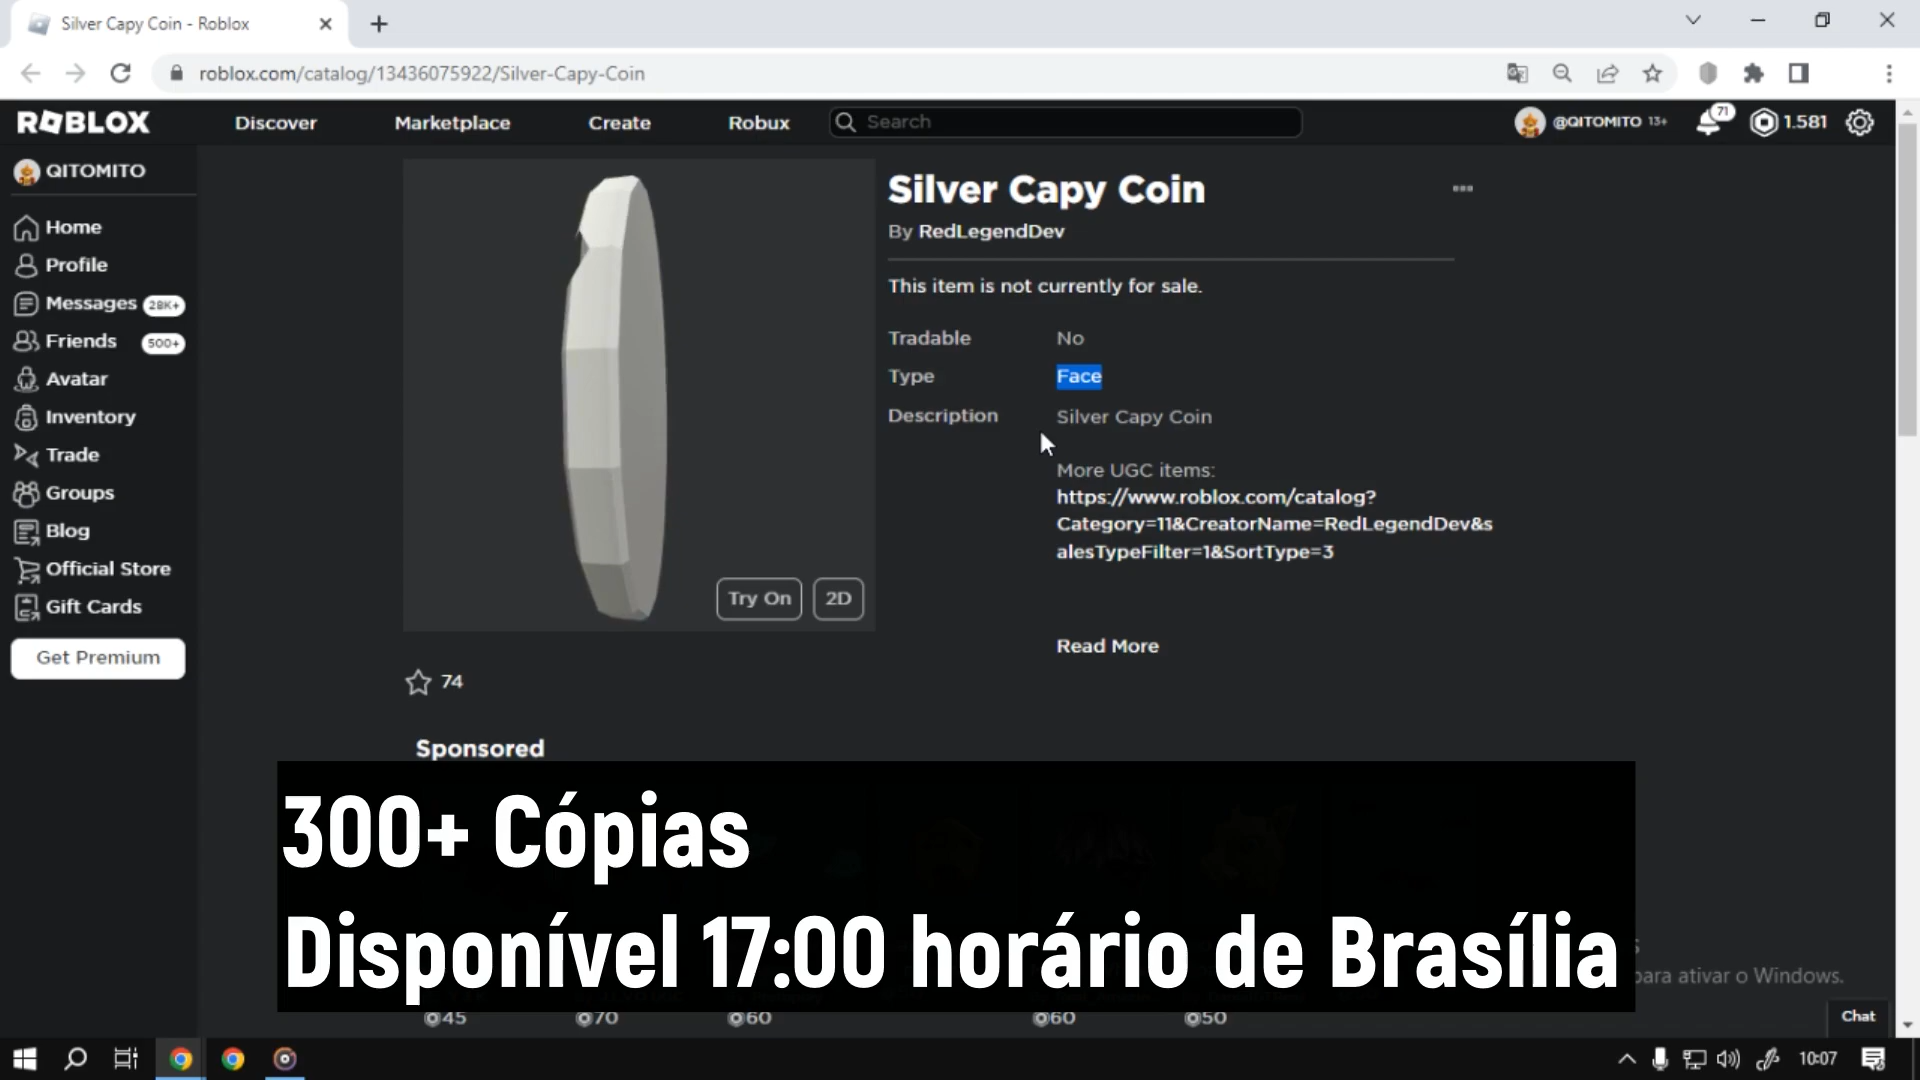 Silver Capy Coin - Roblox
roblox.com/catalog/13436075922/Silver-Capy-Coin
ROBLOX
Discover
Marketplace
Create
Robux
Search
@QITOMITO 13+
71
1.581
QITOMITO
Home
Profile
Messages 28K+
Friends 500+
Avatar
Inventory
Trade
Groups
Blog
Official Store
Gift Cards
Get Premium
Try On
2D
74
Sponsored
Silver Capy Coin
By RedLegendDev
This item is not currently for sale.
Tradable No
Type Face
Description Silver Capy Coin
More UGC items:
https://www.roblox.com/catalog?
Category=11&CreatorName=RedLegendDev&s
alesTypeFilter=1&SortType=3
Read More
300+ Cópias
Disponível 17:00 horário de Brasília
para ativar o Windows.
45
70
60
60
50
Chat
10:07